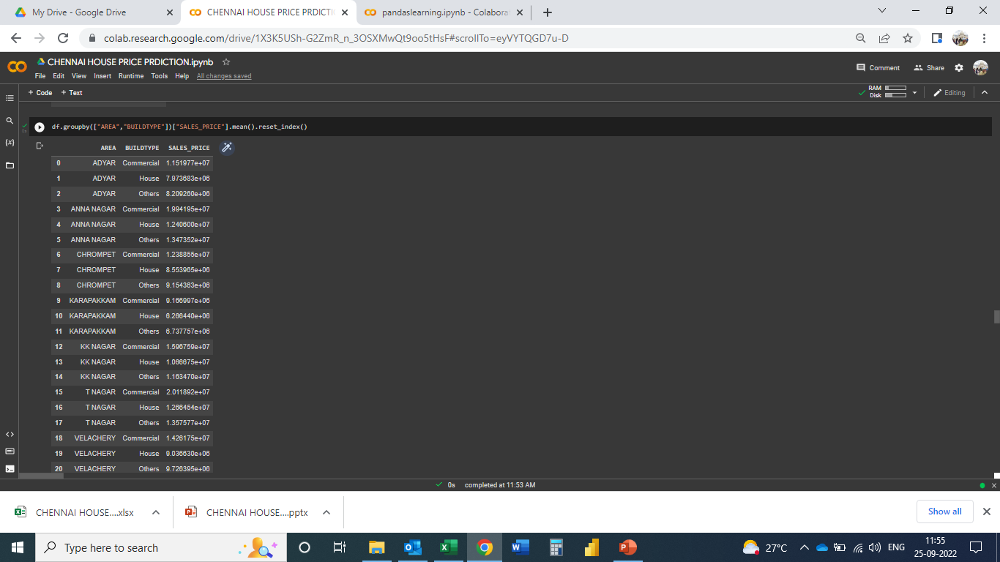 My Drive - Google Drive
CHENNAI HOUSE PRICE PRDICTI
pandaslearning.ipynb - Colabora
colab.research.google.com/drive/1X3K5USh-G2ZmR_n_3OSXMwQt9oo5tHsF#scrollTo=eyVYTQGD7u-D
CHENNAI HOUSE PRICE PRDICTION.ipynb
File Edit View Insert Runtime Tools Help All changes saved
Comment Share
+ Code + Text
RAM
Disk
Editing
df.groupby(["AREA","BUILDTYPE"])["SALES_PRICE"].mean().reset_index()
AREA BUILDTYPE SALES_PRICE
0 ADYAR Commercial 1.151977e+07
1 ADYAR House 7.973683e+06
2 ADYAR Others 8.209260e+06
3 ANNA NAGAR Commercial 1.994195e+07
4 ANNA NAGAR House 1.240600e+07
5 ANNA NAGAR Others 1.347352e+07
6 CHROMPET Commercial 1.238855e+07
7 CHROMPET House 8.553965e+06
8 CHROMPET Others 9.154363e+06
9 KARAPAKKAM Commercial 9.166997e+06
10 KARAPAKKAM House 6.266440e+06
11 KARAPAKKAM Others 6.737757e+06
12 KK NAGAR Commercial 1.596759e+07
13 KK NAGAR House 1.066675e+07
14 KK NAGAR Others 1.163470e+07
15 T NAGAR Commercial 2.011892e+07
16 T NAGAR House 1.266454e+07
17 T NAGAR Others 1.357577e+07
18 VELACHERY Commercial 1.426175e+07
19 VELACHERY House 9.036630e+06
20 VELACHERY Others 9.726395e+06
0s completed at 11:53 AM
CHENNAI HOUSE....xlsx
CHENNAI HOUSE....pptx
Show all
Type here to search
27°C
ENG
11:55
25-09-2022